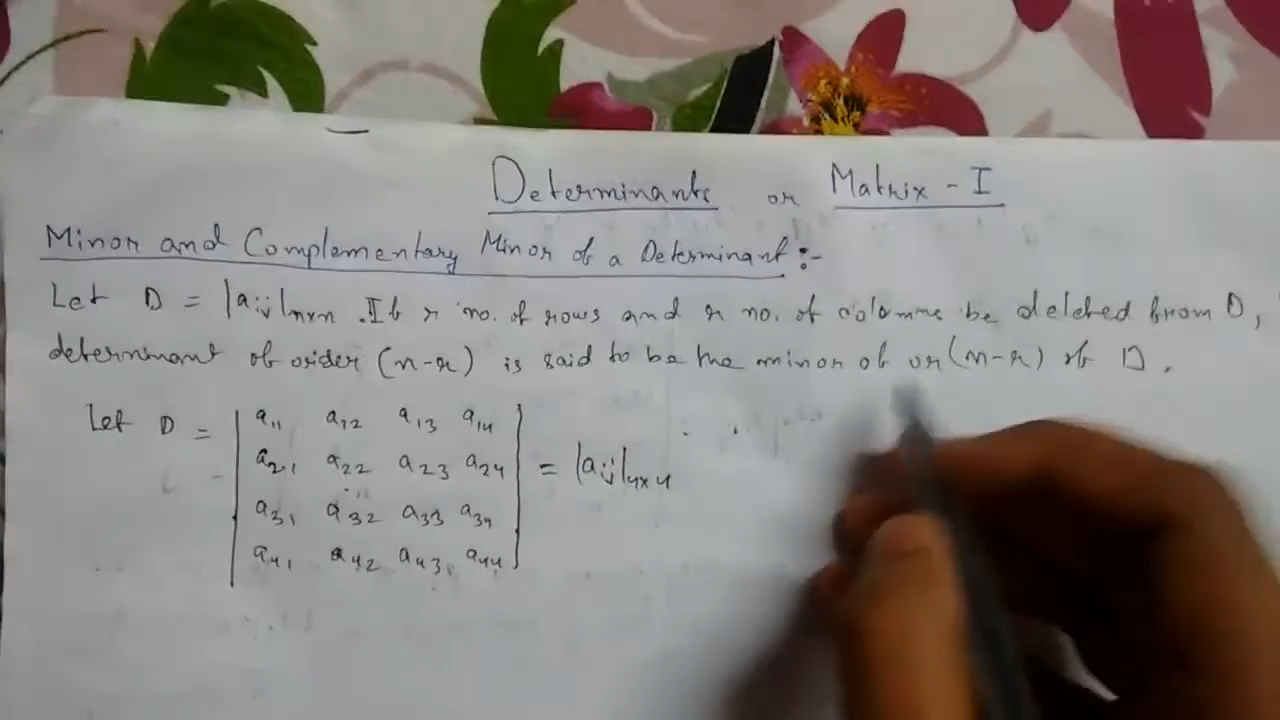 Determinants or Matrix - I
Minor and Complementary Minor of a Determinant :-
Let D = |aij|nxn. If r no. of rows and r no. of columns be deleted from D,
determinant of order (n-r) is said to be the minor of or (n-r) of D.
Let D = | a11 a12 a13 a14 |
| a21 a22 a23 a24 | = |aij|4x4
| a31 a32 a33 a34 |
| a41 a42 a43 a44 |